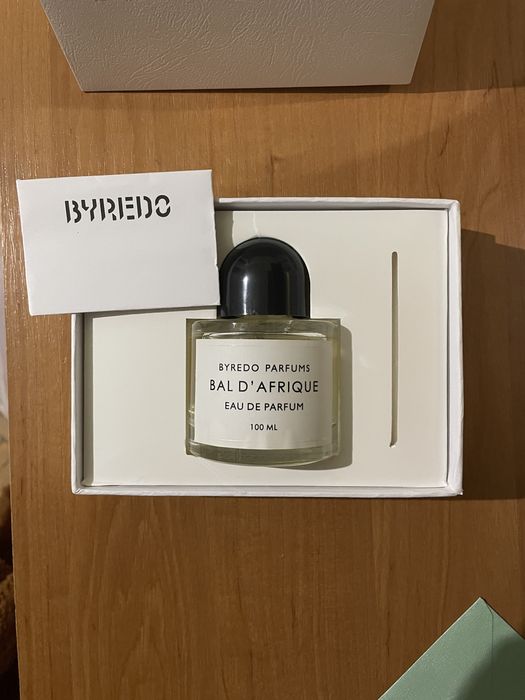 BYREDO
BYREDO PARFUMS
BAL D'AFRIQUE
EAU DE PARFUM
100 ML